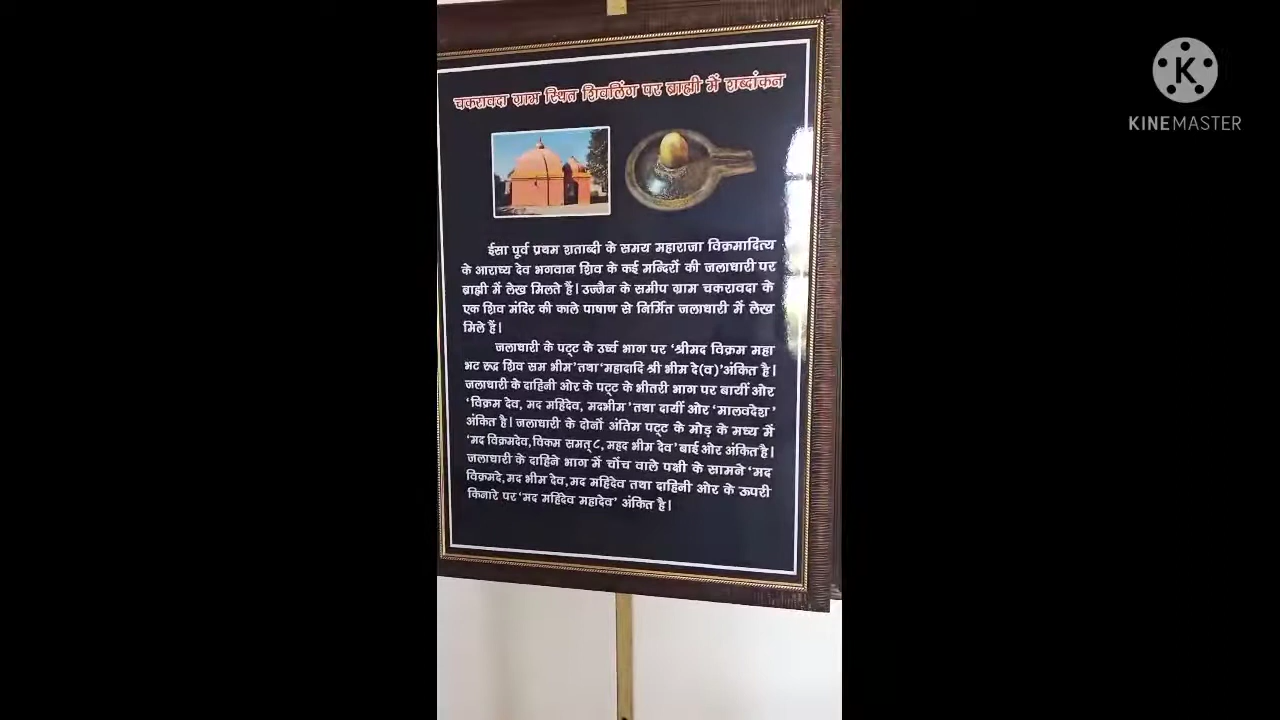 चकरावदा ग्राम स्थित शिवलिंग पर ब्राह्मी में शब्दांकन
KINEMASTER
ईसा पूर्व प्रथम शताब्दी के समय महाराजा विक्रमादित्य
के आराध्य देव भगवान शिव के कई मन्दिरों की जलाधारी पर
ब्राह्मी में लेख मिलते हैं। उज्जैन के समीप ग्राम चकरावदा के
एक शिव मंदिर की काले पाषाण से निर्मित जलाधारी में लेख
मिले हैं।
जलाधारी के पट्ट के उर्ध्व भाग पर 'श्रीमद विक्रम महा
भट रुद्र शिव सम भीम' तथा 'महादादि श्री भीम दे(व)' अंकित है।
जलाधारी के दाहिनी ओर के पट्ट के भीतरी भाग पर बायीं ओर
'विक्रम देव, मद महिदेव, मदभीम' तथा दायीं ओर 'मालवदेश'
अंकित है। जलाधारी के दोनों अंतिम पट्ट के मोड़ के मध्य में
'मद विक्रमदेव, विकम समत् ८, महद भीम देव' बाई ओर अंकित है।
जलाधारी के दाहिने भाग में चोंच वाले पक्षी के सामने 'मद
विक्रमदे, मद भीम देव, मद महिदेव तथा दाहिनी ओर के ऊपरी
किनारे पर 'मद महिदेव महादेव' अंकित है।